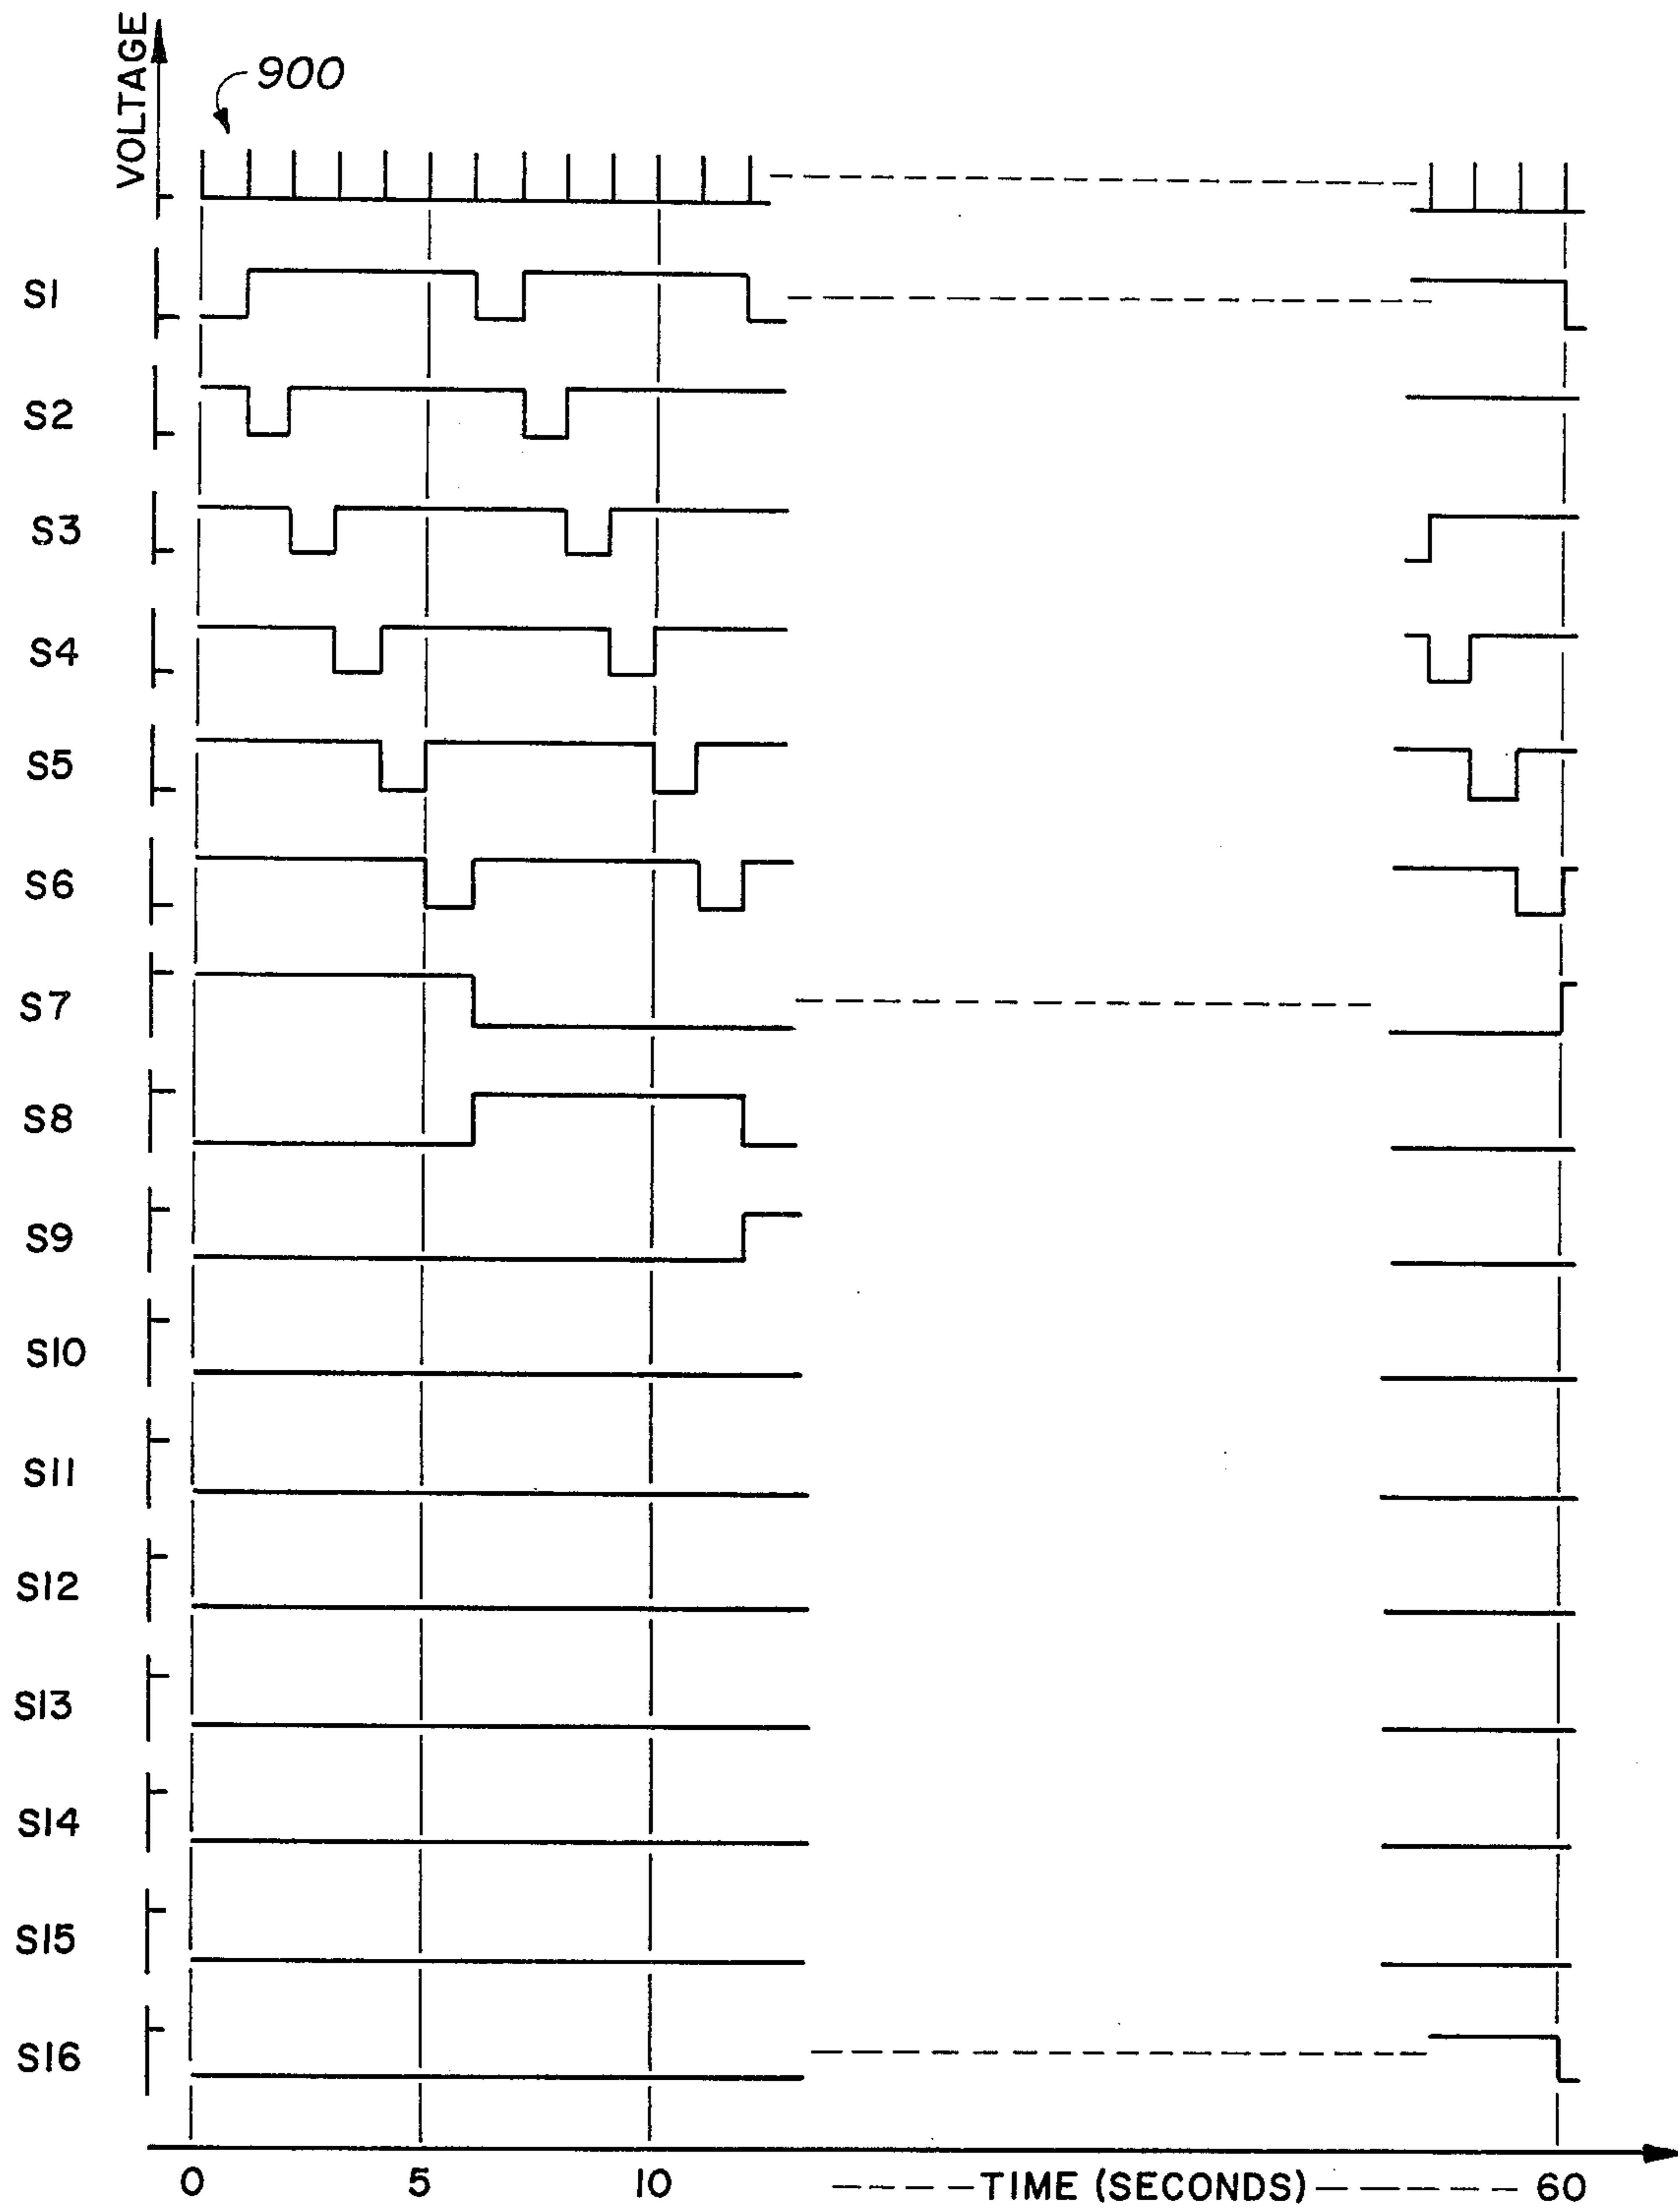 VOLTAGE
900
S1
S2
S3
S4
S5
S6
S7
S8
S9
S10
S11
S12
S13
S14
S15
S16
0 5 10 TIME (SECONDS) 60